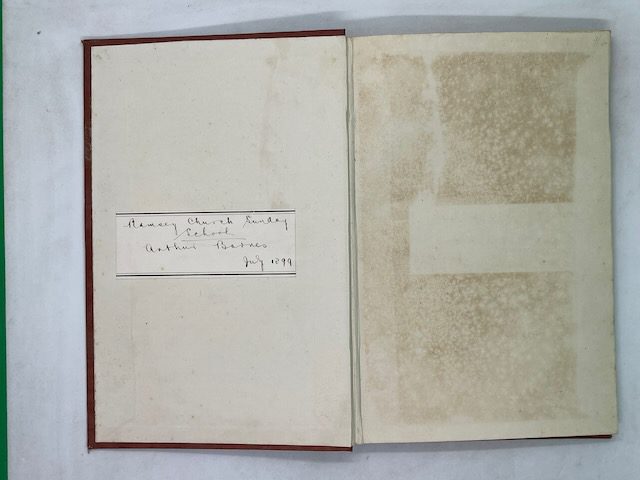 Ramsey Church Sunday
School
Arthur Barnes
July 1899